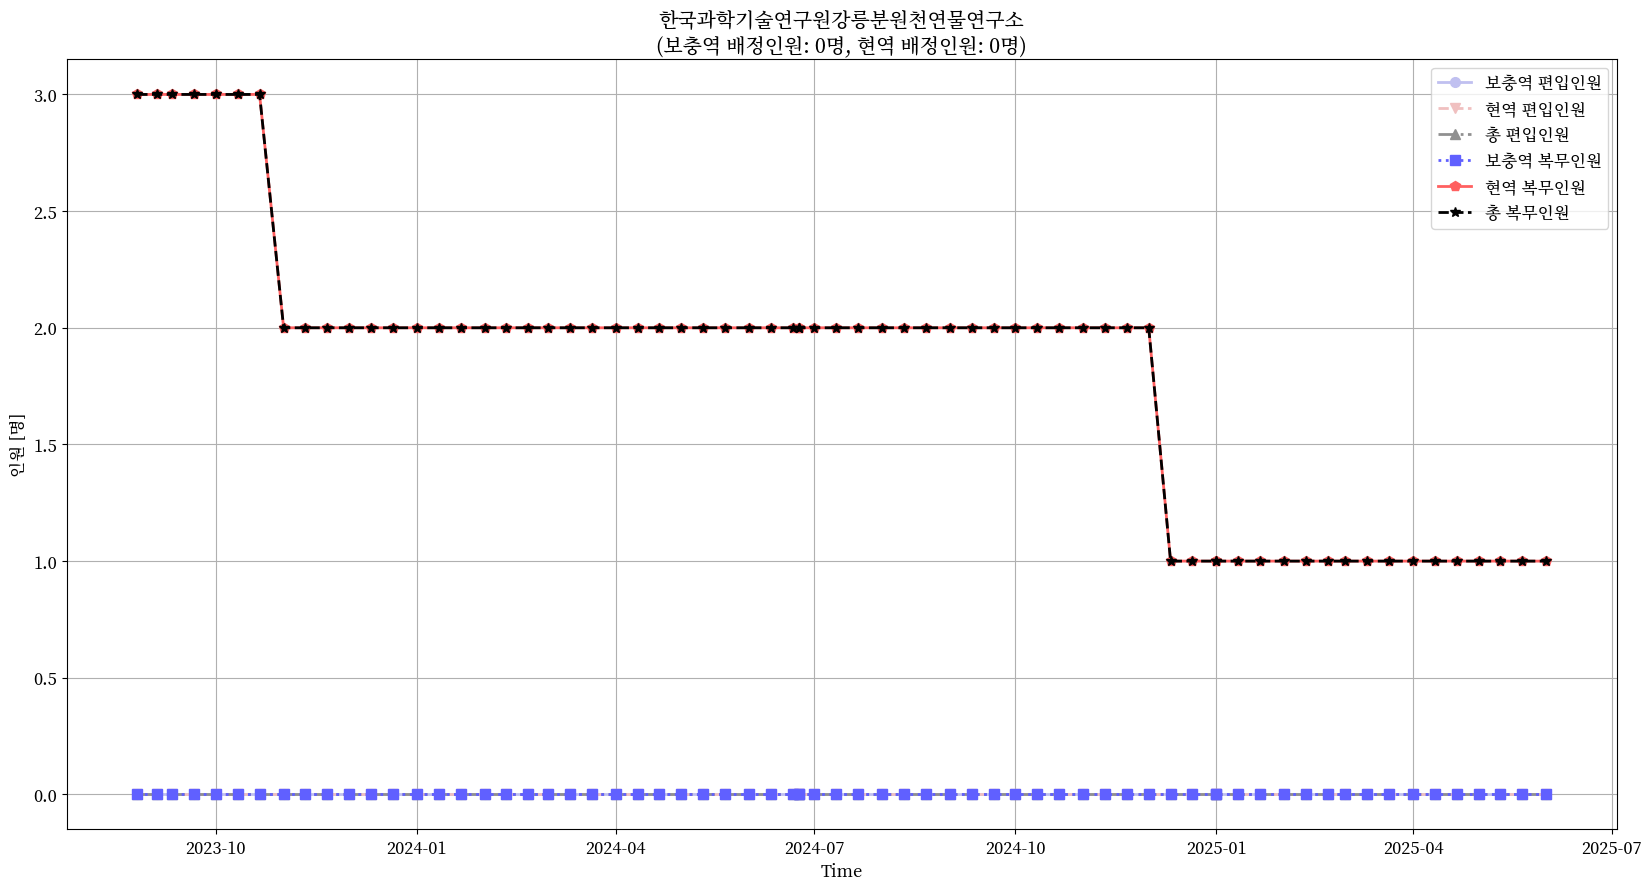 한국과학기술연구원강릉분원천연물연구소
(보충역 배정인원: 0명, 현역 배정인원: 0명)
보충역 편입인원
현역 편입인원
총 편입인원
보충역 복무인원
현역 복무인원
총 복무인원
인원 [명]
3.0
2.5
2.0
1.5
1.0
0.5
0.0
2023-10
2024-01
2024-04
2024-07
2024-10
2025-01
2025-04
2025-07
Time